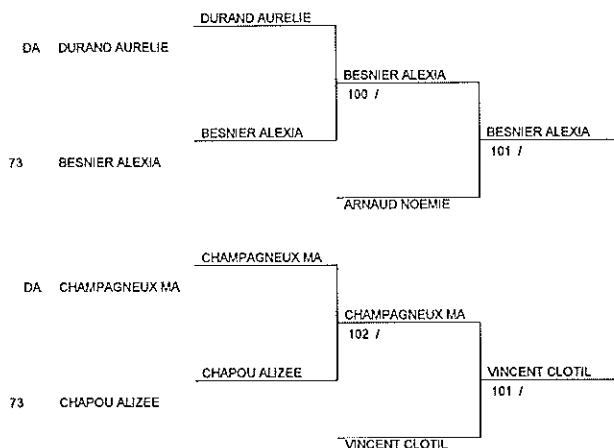 DURAND AURELIE
DA DURAND AURELIE
BESNIER ALEXIA
100 /
BESNIER ALEXIA
BESNIER ALEXIA
101 /
73 BESNIER ALEXIA
ARNAUD NOEMIE
CHAMPAGNEUX MA
DA CHAMPAGNEUX MA
CHAMPAGNEUX MA
102 /
CHAPOU ALIZEE
VINCENT CLOTIL
101 /
73 CHAPOU ALIZEE
VINCENT CLOTIL